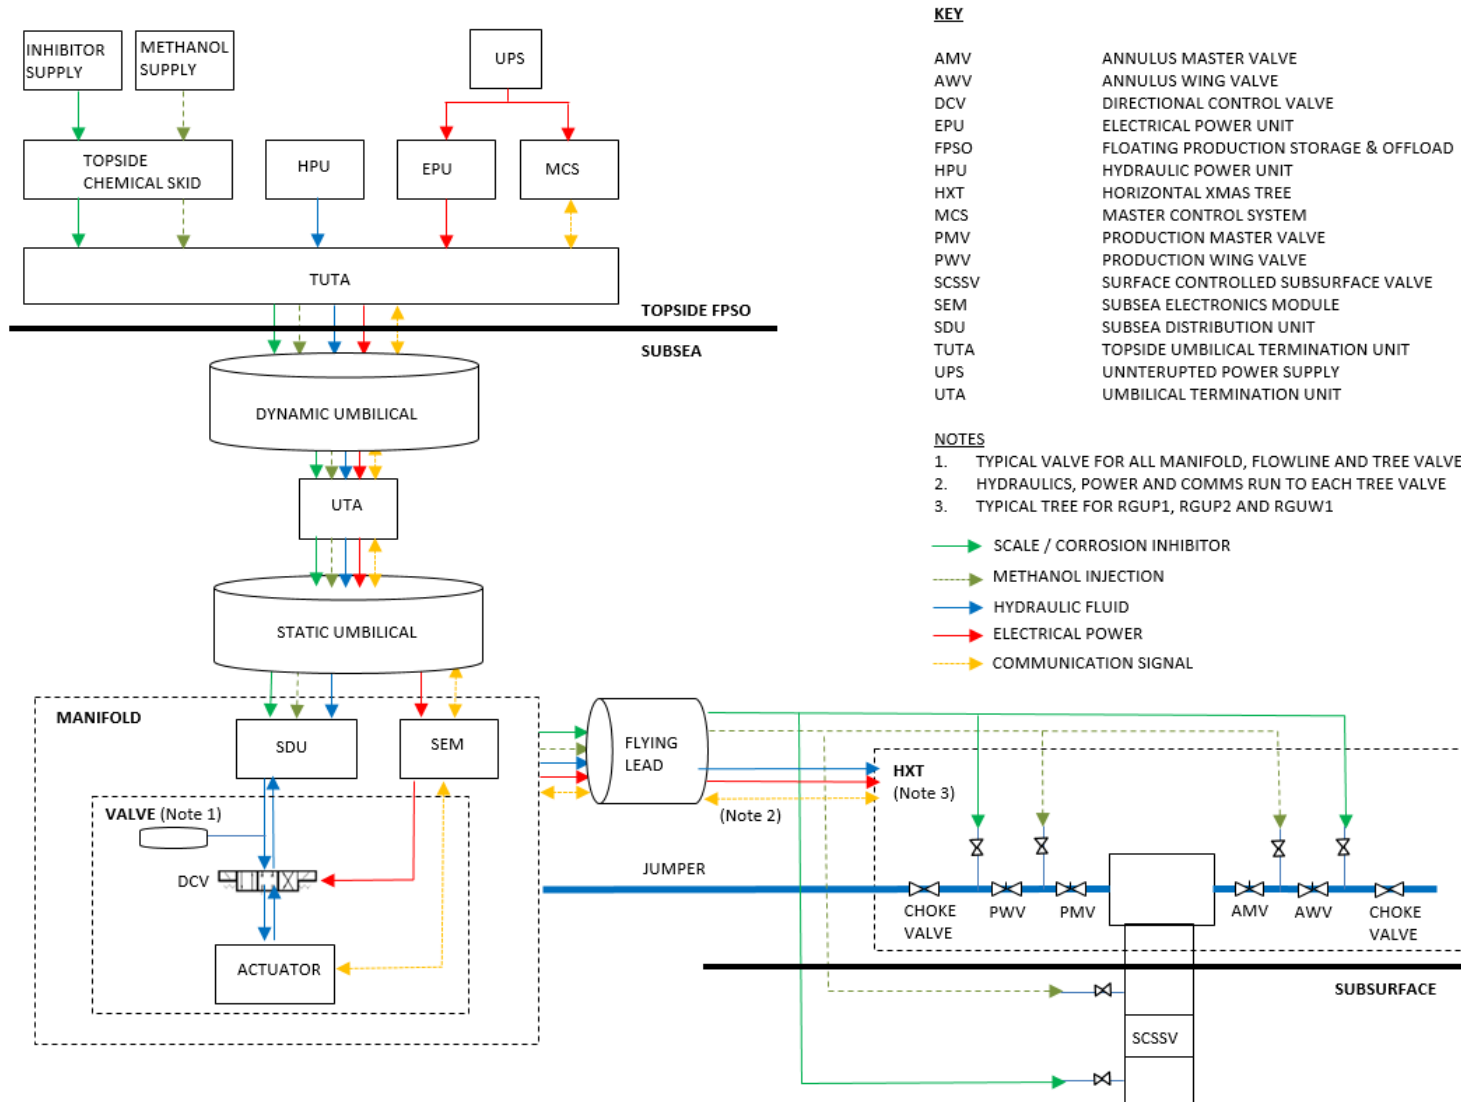 INHIBITOR
SUPPLY
METHANOL
SUPPLY
UPS
TOPSIDE
CHEMICAL SKID
HPU
EPU
MCS
TUTA
TOPSIDE FPSO
SUBSEA
DYNAMIC UMBILICAL
UTA
STATIC UMBILICAL
MANIFOLD
SDU
SEM
VALVE (Note 1)
DCV
ACTUATOR
FLYING
LEAD
(Note 2)
HXT
(Note 3)
JUMPER
CHOKE
VALVE
PWV
PMV
AMV
AWV
CHOKE
VALVE
SUBSURFACE
SCSSV
KEY
AMV ANNULUS MASTER VALVE
AWV ANNULUS WING VALVE
DCV DIRECTIONAL CONTROL VALVE
EPU ELECTRICAL POWER UNIT
FPSO FLOATING PRODUCTION STORAGE & OFFLOAD
HPU HYDRAULIC POWER UNIT
HXT HORIZONTAL XMAS TREE
MCS MASTER CONTROL SYSTEM
PMV PRODUCTION MASTER VALVE
PWV PRODUCTION WING VALVE
SCSSV SURFACE CONTROLLED SUBSURFACE VALVE
SEM SUBSEA ELECTRONICS MODULE
SDU SUBSEA DISTRIBUTION UNIT
TUTA TOPSIDE UMBILICAL TERMINATION UNIT
UPS UNNTERUPTED POWER SUPPLY
UTA UMBILICAL TERMINATION UNIT
NOTES
1. TYPICAL VALVE FOR ALL MANIFOLD, FLOWLINE AND TREE VALVE
2. HYDRAULICS, POWER AND COMMS RUN TO EACH TREE VALVE
3. TYPICAL TREE FOR RGUP1, RGUP2 AND RGUW1
SCALE / CORROSION INHIBITOR
METHANOL INJECTION
HYDRAULIC FLUID
ELECTRICAL POWER
COMMUNICATION SIGNAL